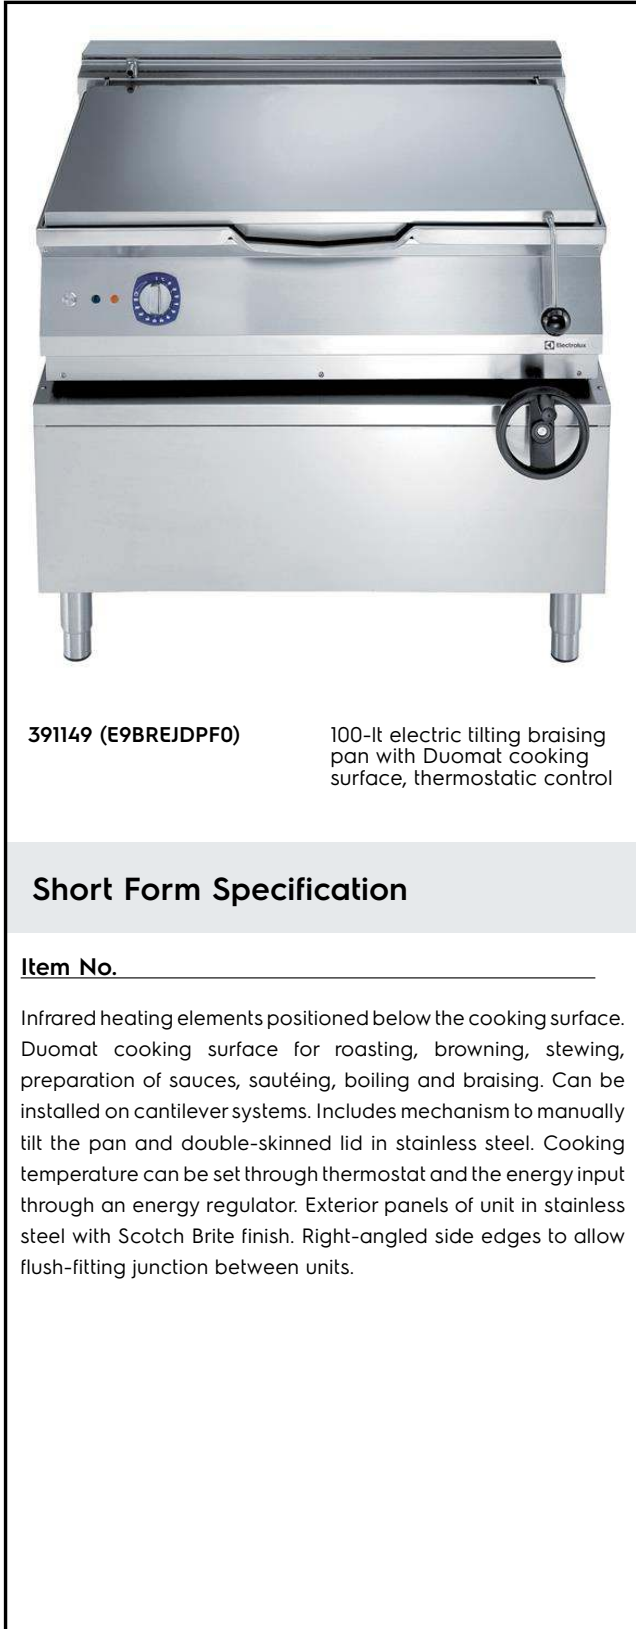 Electrolux
391149 (E9BREJDPF0)
100-lt electric tilting braising
pan with Duomat cooking
surface, thermostatic control
Short Form Specification
Item No.
Infrared heating elements positioned below the cooking surface.
Duomat cooking surface for roasting, browning, stewing,
preparation of sauces, sautéing, boiling and braising. Can be
installed on cantilever systems. Includes mechanism to manually
tilt the pan and double-skinned lid in stainless steel. Cooking
temperature can be set through thermostat and the energy input
through an energy regulator. Exterior panels of unit in stainless
steel with Scotch Brite finish. Right-angled side edges to allow
flush-fitting junction between units.